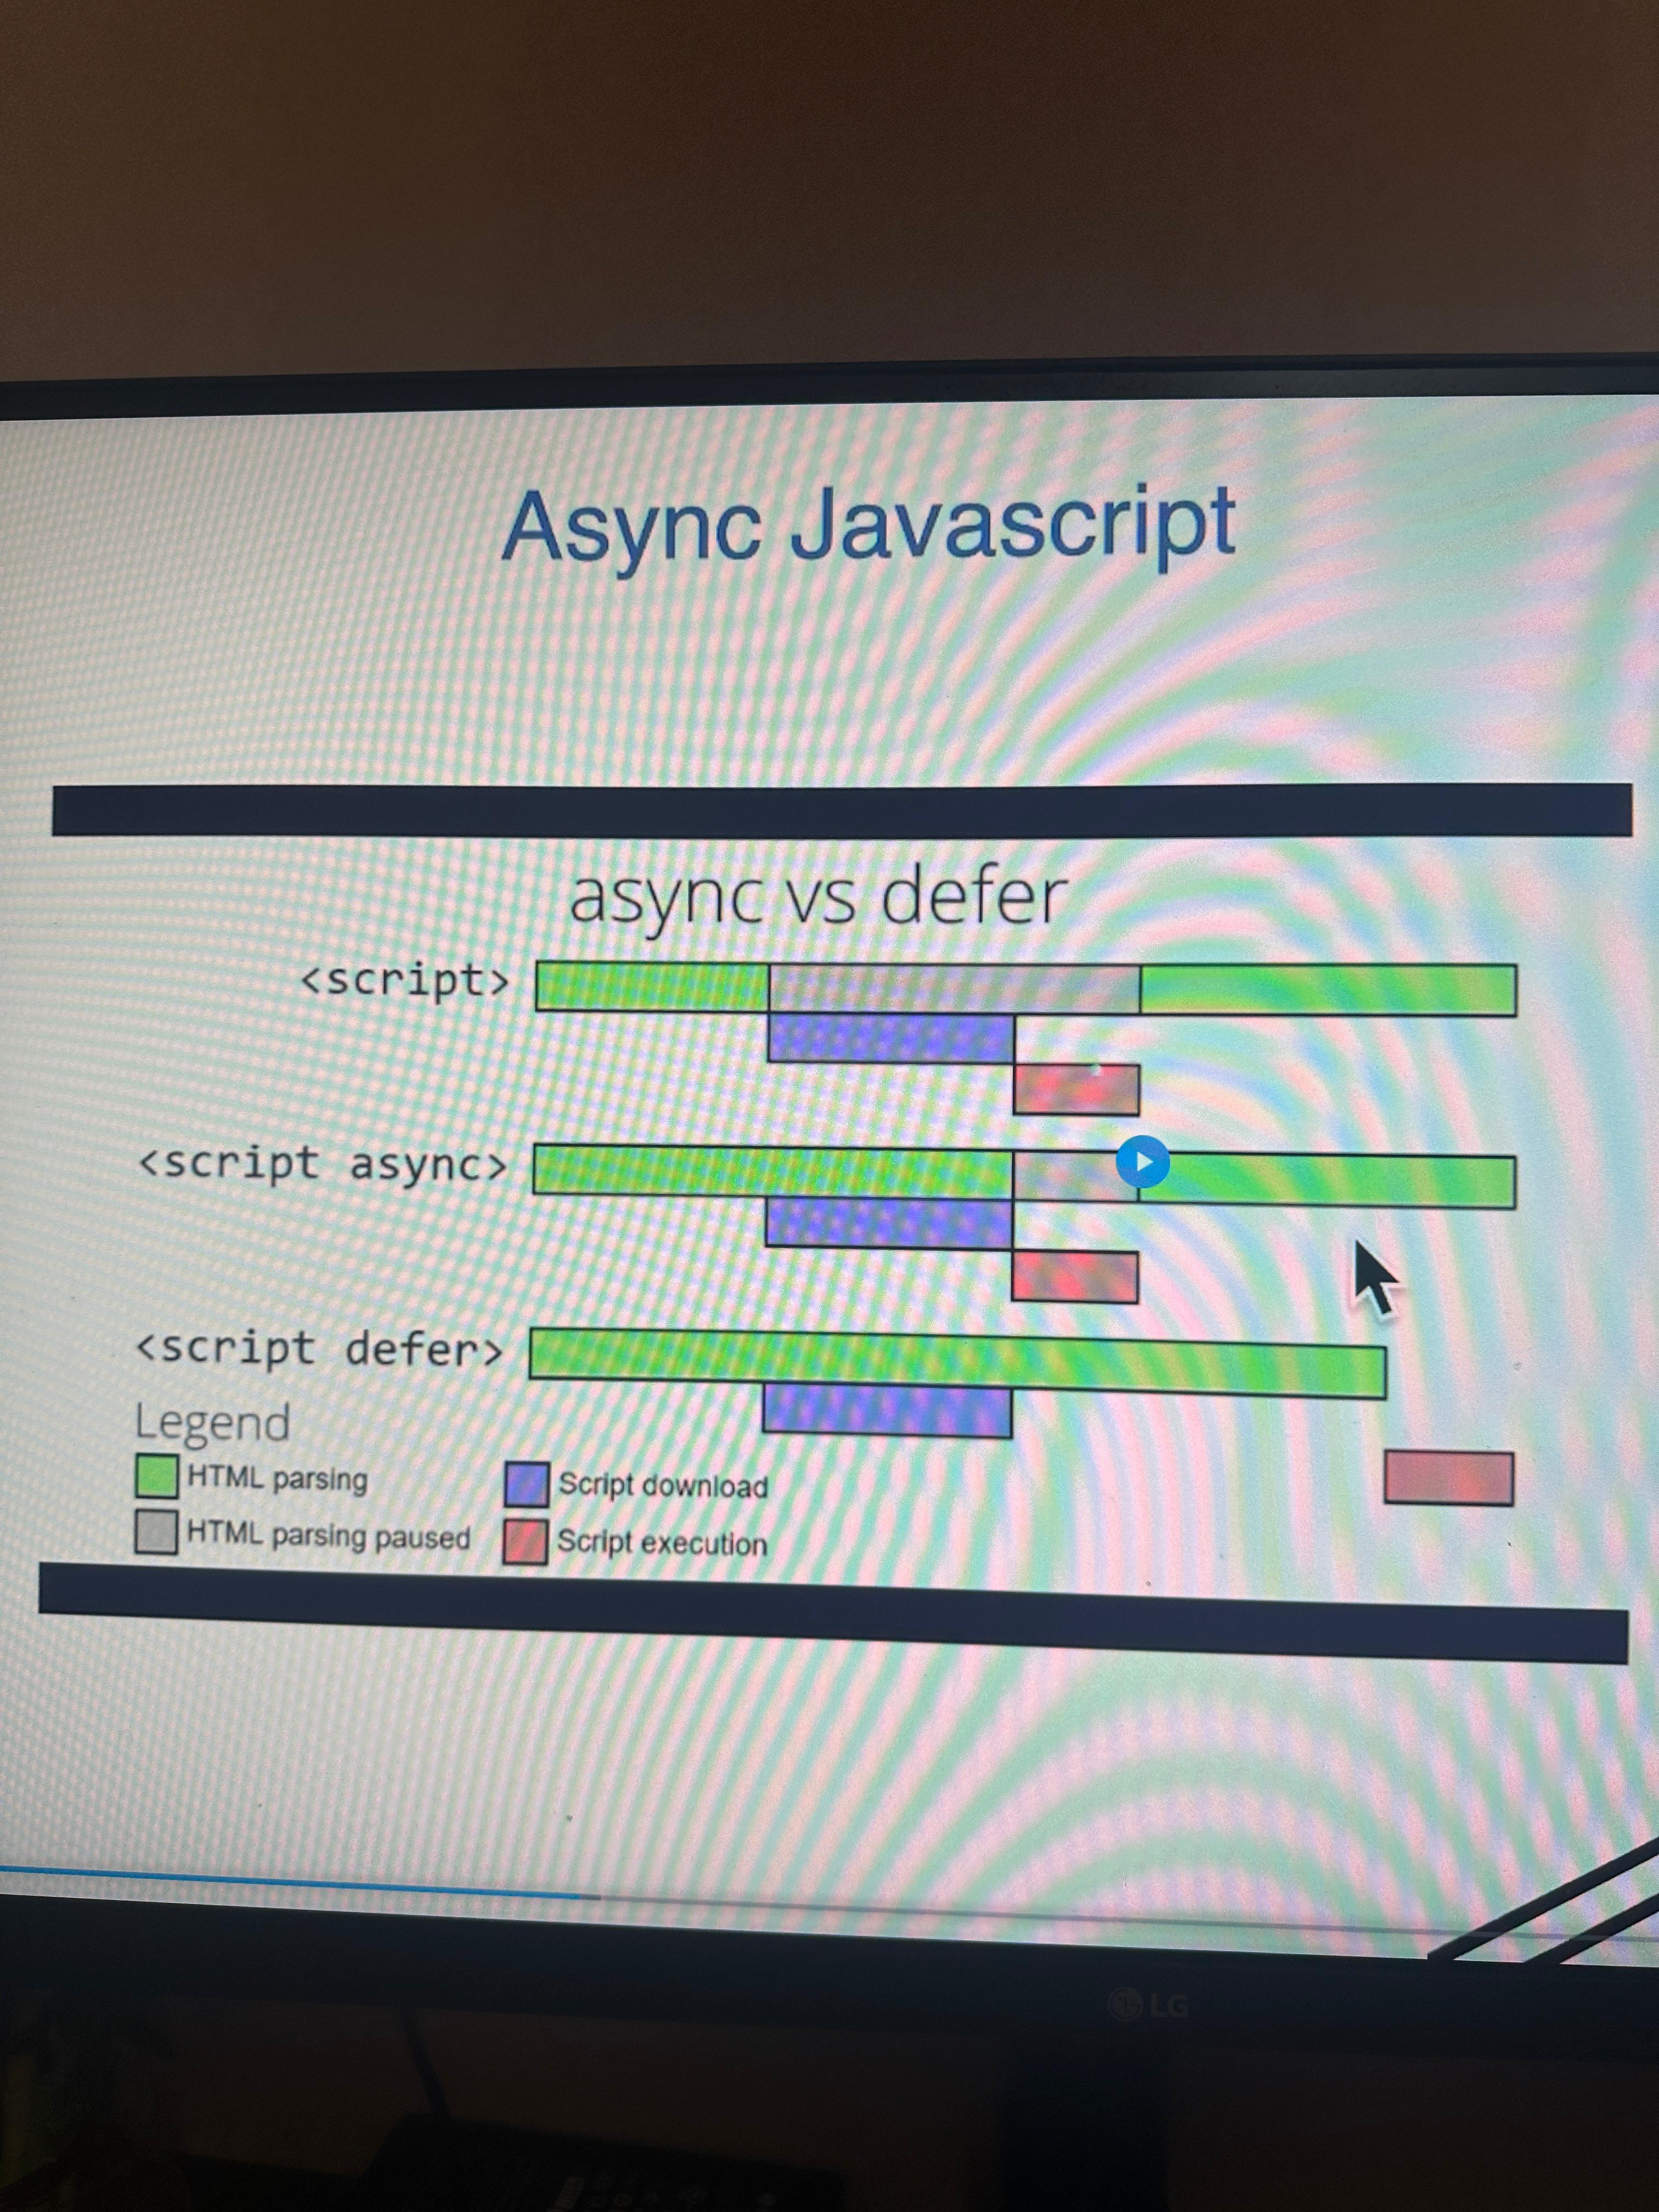 Async Javascript
async vs defer
<script>
<script async>
<script defer>
Legend
HTML parsing
Script download
HTML parsing paused
Script execution
LG